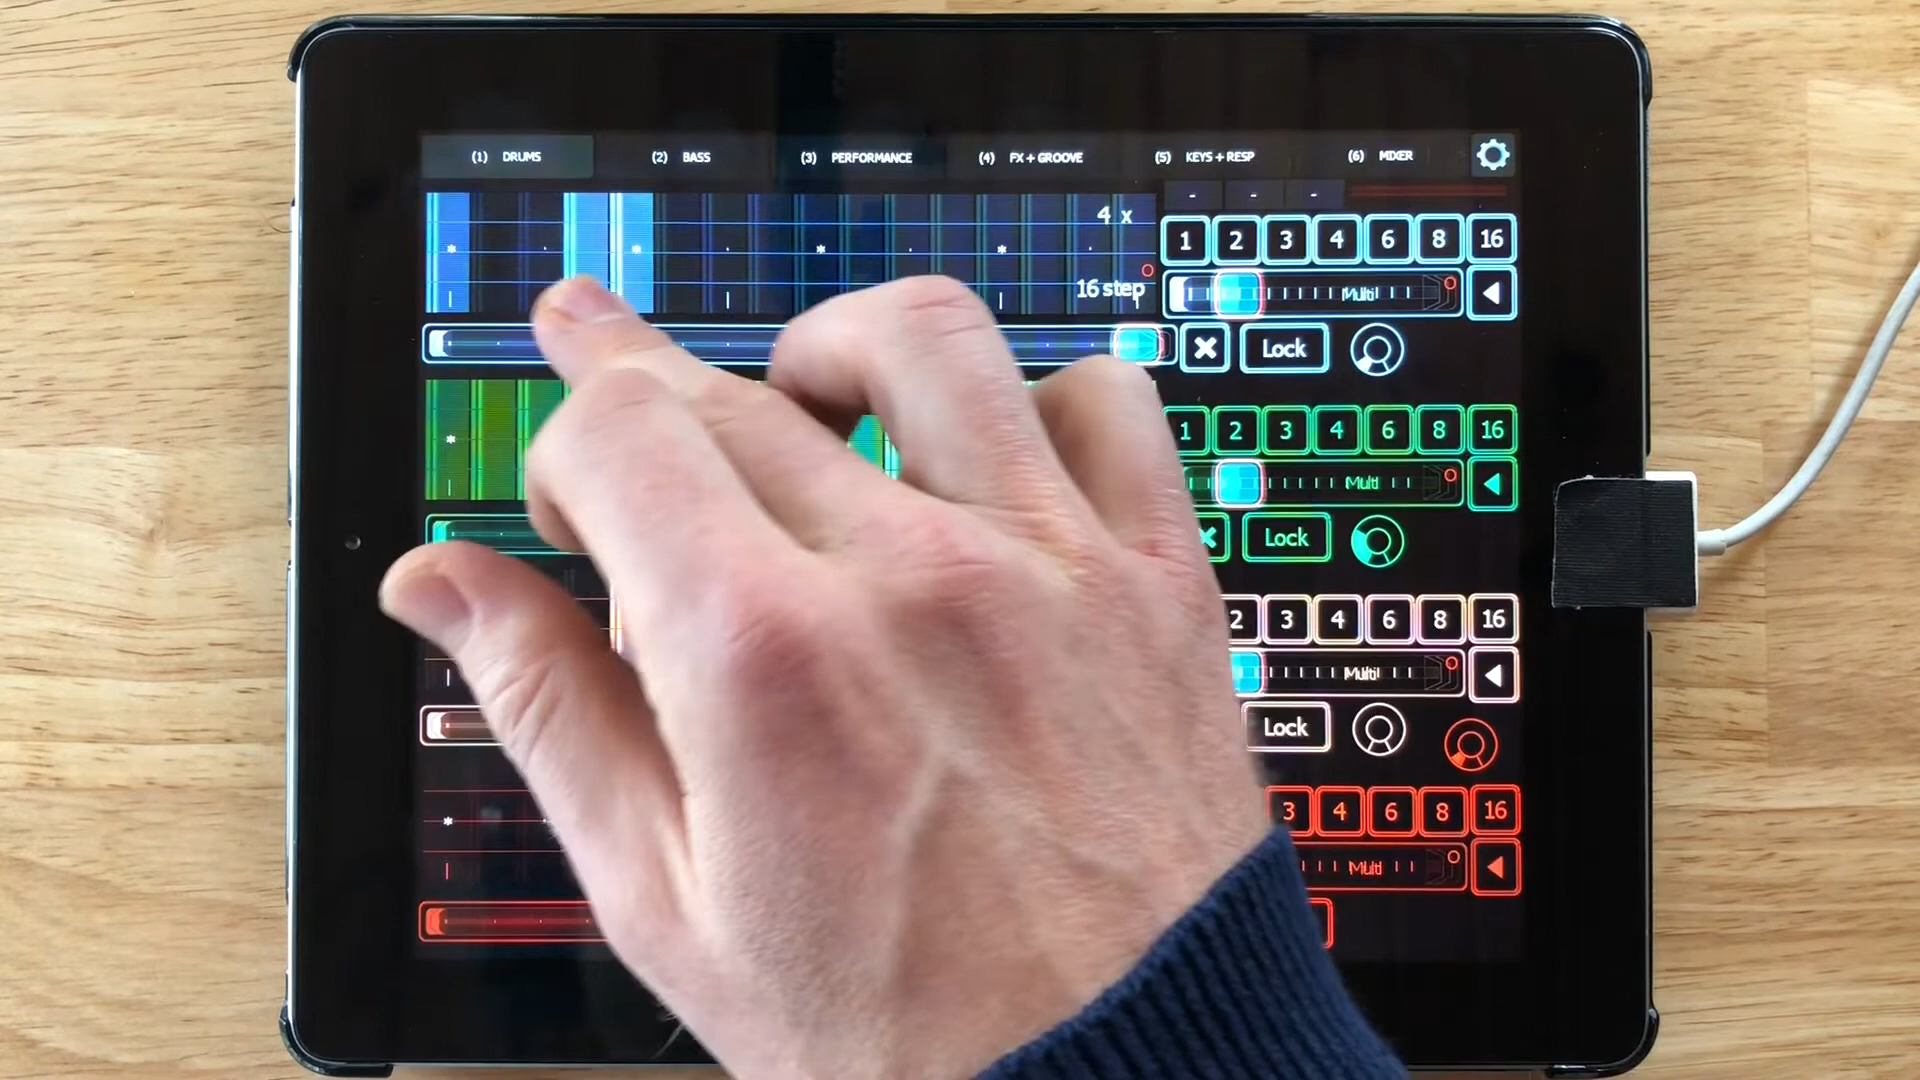 (1) DRUMS (2) BASS (3) PERFORMANCE (4) FX + GROOVE (5) KEYS + RESP (6) MIXER
4 x
1 2 3 4 6 8 16
16 step
Multi
Lock
1 2 3 4 6 8 16
Multi
Lock
2 3 4 6 8 16
Multi
Lock
3 4 6 8 16
Multi